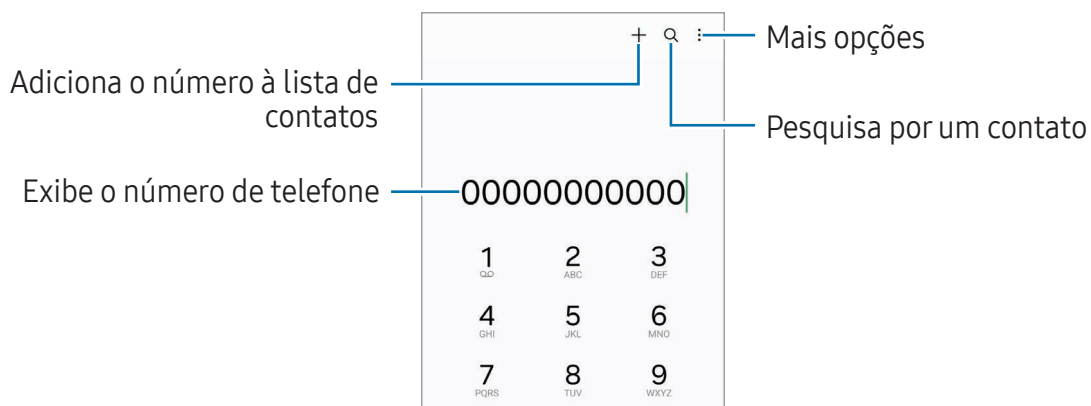 Mais opções
Adiciona o número à lista de
contatos
Pesquisa por um contato
Exibe o número de telefone
00000000000
1 2 3
ABC DEF
4 5 6
GHI JKL MNO
7 8 9
PQRS TUV WXYZ